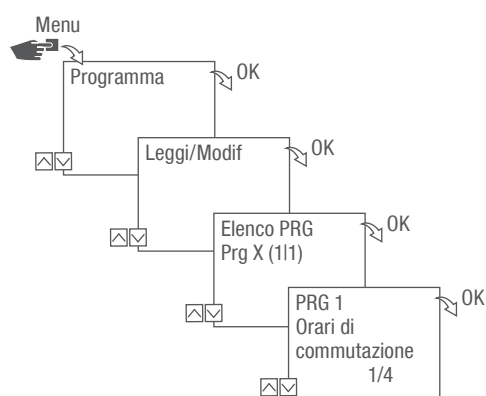 Menu
Programma
OK
Leggi/Modif
OK
Elenco PRG
Prg X (1|1)
OK
PRG 1
Orari di
commutazione
1/4
OK